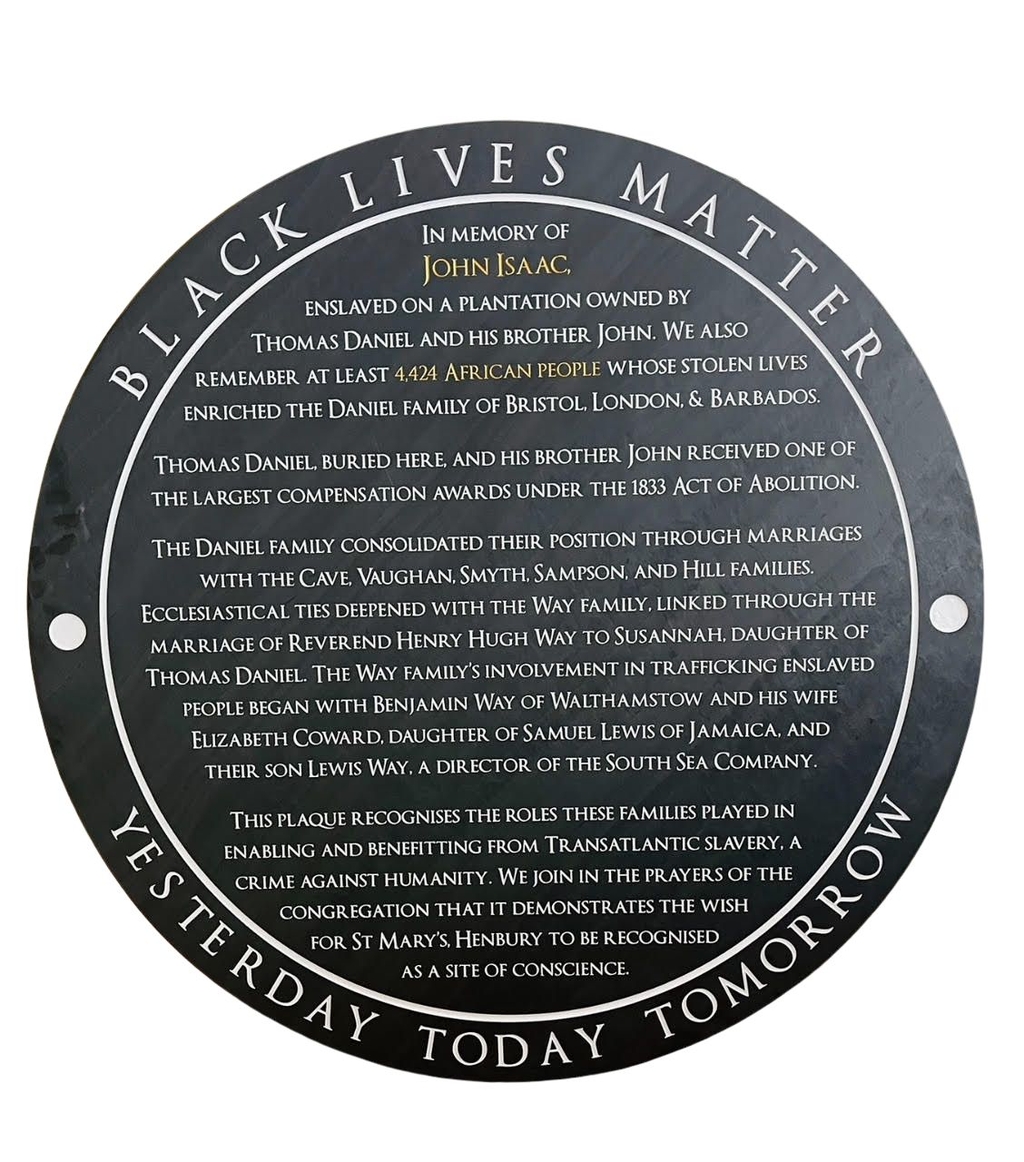 BLACK LIVES MATTER
IN MEMORY OF
JOHN ISAAC,
ENSLAVED ON A PLANTATION OWNED BY
THOMAS DANIEL AND HIS BROTHER JOHN. WE ALSO
REMEMBER AT LEAST 4,424 AFRICAN PEOPLE WHOSE STOLEN LIVES
ENRICHED THE DANIEL FAMILY OF BRISTOL, LONDON, & BARBADOS.
THOMAS DANIEL, BURIED HERE, AND HIS BROTHER JOHN RECEIVED ONE OF
THE LARGEST COMPENSATION AWARDS UNDER THE 1833 ACT OF ABOLITION.
THE DANIEL FAMILY CONSOLIDATED THEIR POSITION THROUGH MARRIAGES
WITH THE CAVE, VAUGHAN, SMYTH, SAMPSON, AND HILL FAMILIES.
ECCLESIASTICAL TIES DEEPENED WITH THE WAY FAMILY, LINKED THROUGH THE
MARRIAGE OF REVEREND HENRY HUGH WAY TO SUSANNAH, DAUGHTER OF
THOMAS DANIEL. THE WAY FAMILY'S INVOLVEMENT IN TRAFFICKING ENSLAVED
PEOPLE BEGAN WITH BENJAMIN WAY OF WALTHAMSTOW AND HIS WIFE
ELIZABETH COWARD, DAUGHTER OF SAMUEL LEWIS OF JAMAICA, AND
THEIR SON LEWIS WAY, A DIRECTOR OF THE SOUTH SEA COMPANY.
THIS PLAQUE RECOGNISES THE ROLES THESE FAMILIES PLAYED IN
ENABLING AND BENEFITTING FROM TRANSATLANTIC SLAVERY, A
CRIME AGAINST HUMANITY. WE JOIN IN THE PRAYERS OF THE
CONGREGATION THAT IT DEMONSTRATES THE WISH
FOR ST MARY'S, HENBURY TO BE RECOGNISED
AS A SITE OF CONSCIENCE.
YESTERDAY TODAY TOMORROW